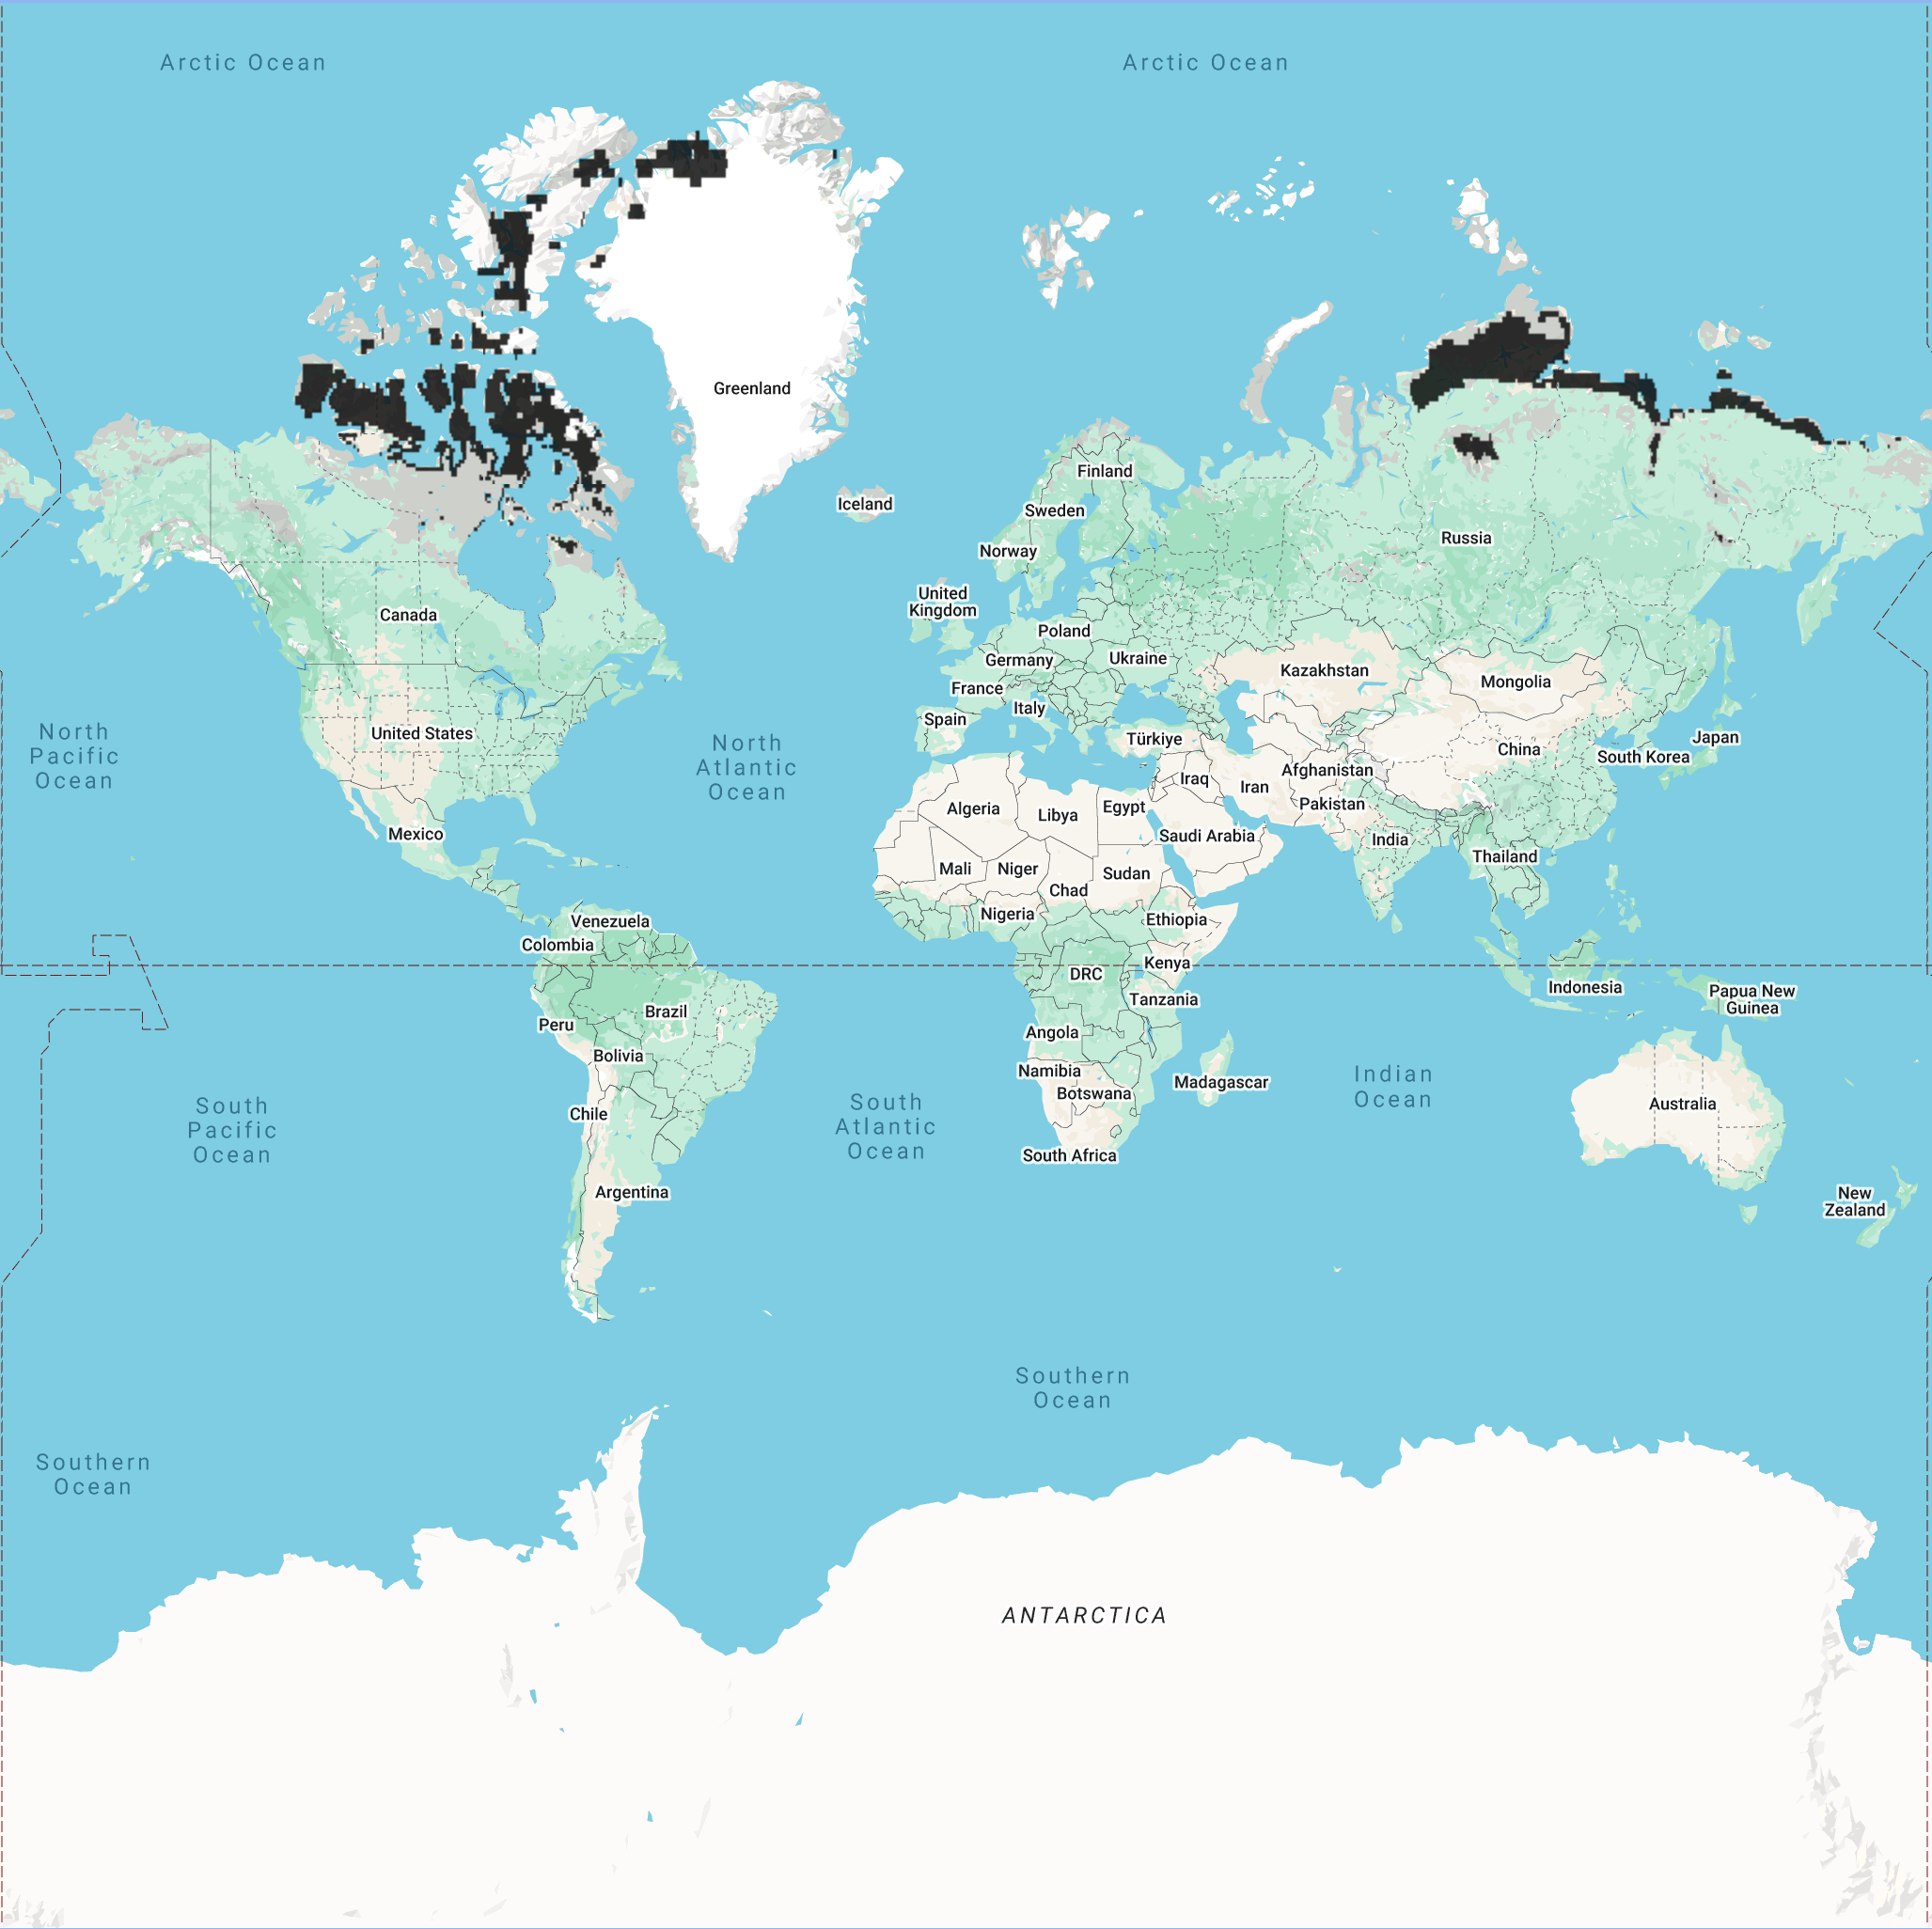 Arctic Ocean
Arctic Ocean
Greenland
Finland
Iceland
Sweden
Russia
Norway
United
Kingdom
Canada
Poland
Germany
Ukraine
Kazakhstan
Mongolia
France
Italy
Spain
North
Pacific
Ocean
United States
North
Atlantic
Ocean
Türkiye
China
Japan
South Korea
Afghanistan
Iraq
Iran
Pakistan
Algeria
Libya
Egypt
Saudi Arabia
India
Mexico
Thailand
Mali
Niger
Sudan
Chad
Nigeria
Ethiopia
Venezuela
Colombia
Kenya
DRC
Indonesia
Papua New
Guinea
Tanzania
Brazil
Peru
Angola
Bolivia
Namibia
Botswana
Madagascar
Indian
Ocean
Australia
Chile
South
Pacific
Ocean
South
Atlantic
Ocean
South Africa
Argentina
New
Zealand
Southern
Ocean
Southern
Ocean
ANTARCTICA